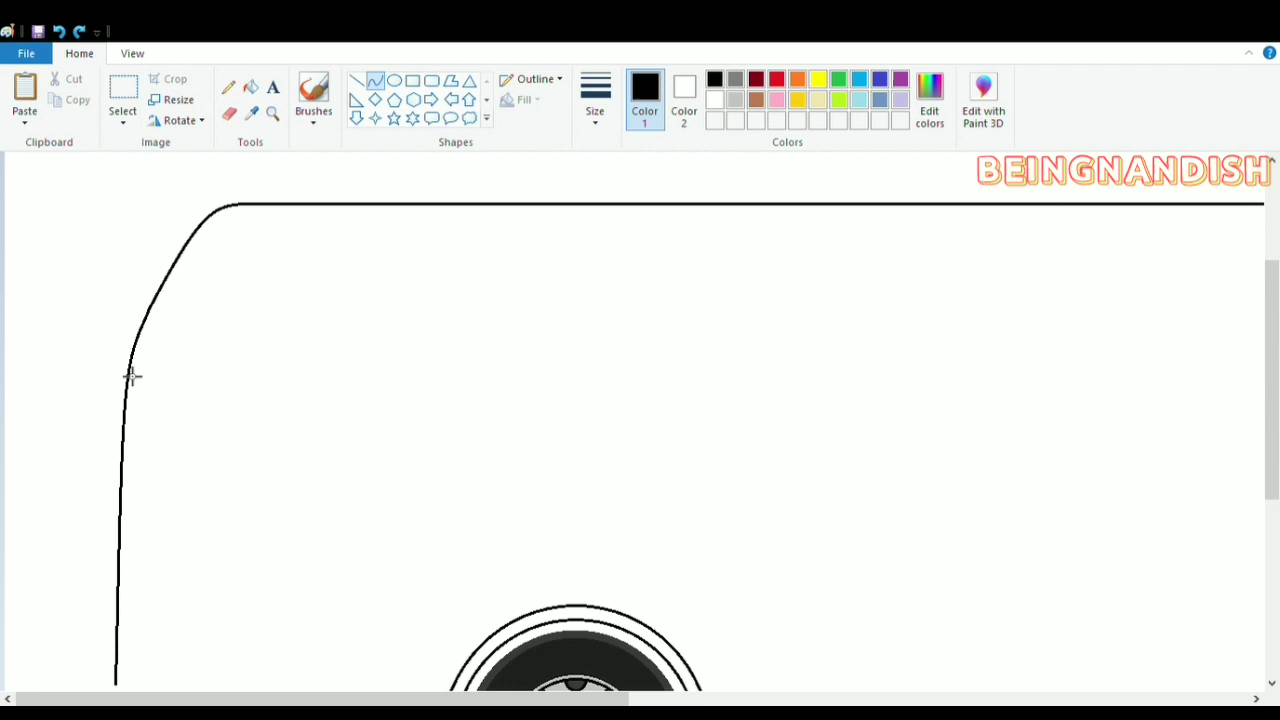 File Home View
Paste
Cut
Copy
Clipboard
Select
Crop
Resize
Rotate
Image
A
Tools
Brushes
Shapes
Outline
Fill
Size
Color
1
Color
2
Edit
colors
Edit with
Paint 3D
Colors
BEINGNANDISH